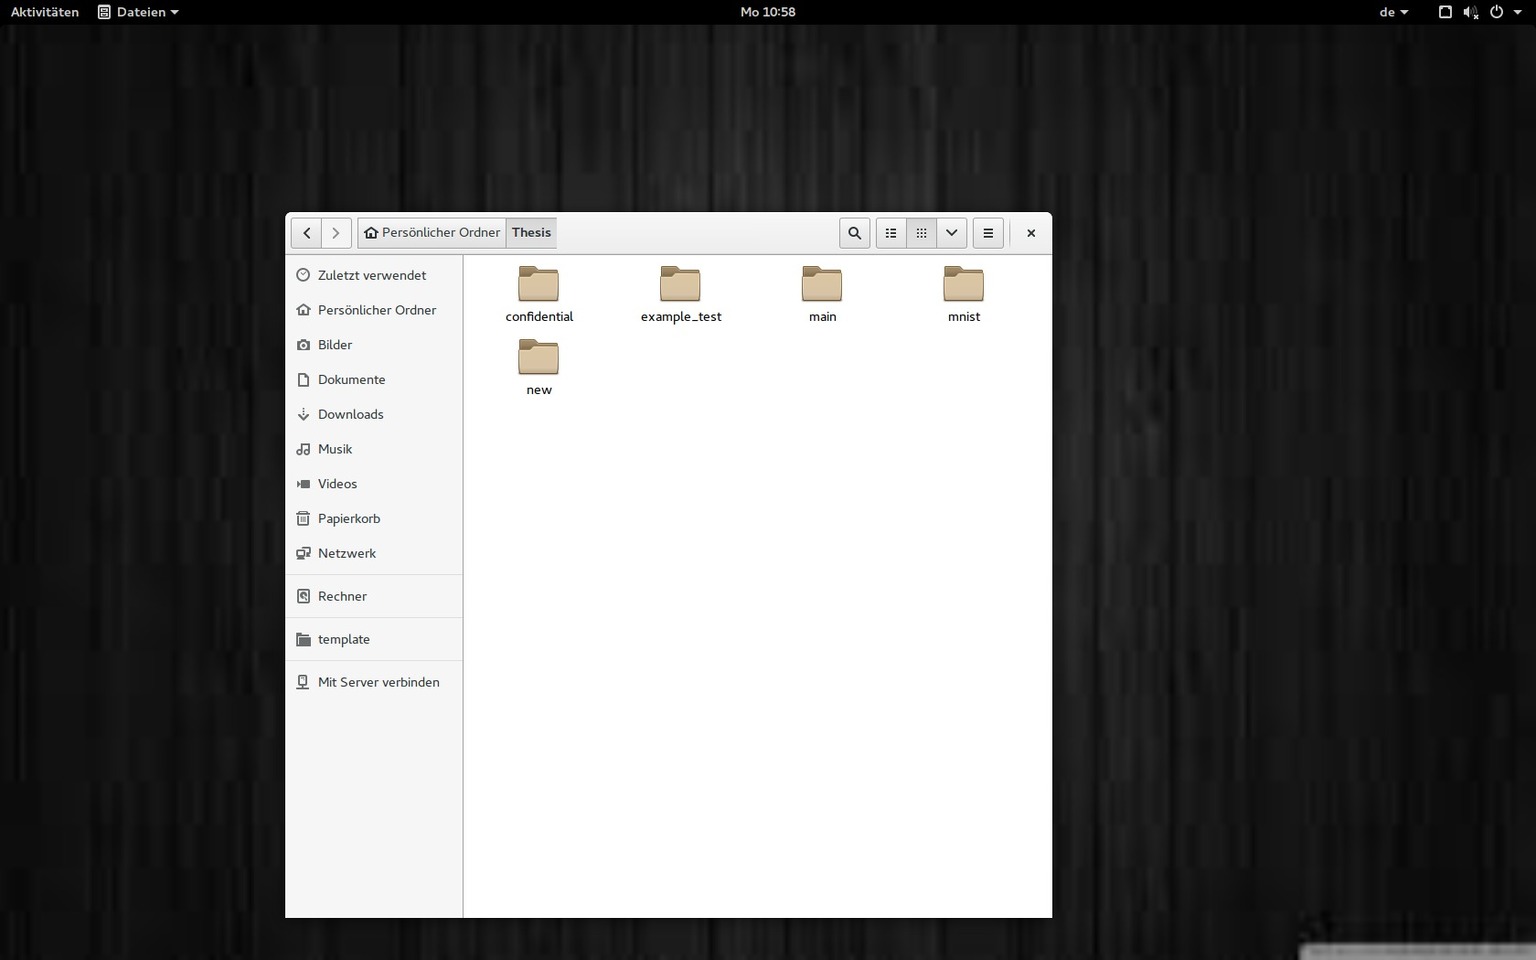 Aktivitäten Dateien Mo 10:58 de
Persönlicher Ordner Thesis
Zuletzt verwendet
Persönlicher Ordner
Bilder
Dokumente
Downloads
Musik
Videos
Papierkorb
Netzwerk
Rechner
template
Mit Server verbinden
confidential example_test main mnist
new